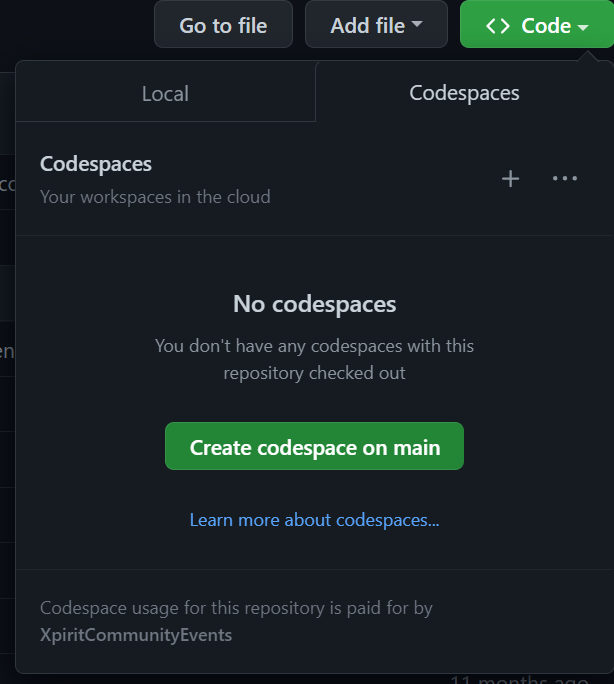 Go to file
Add file
Code
Local
Codespaces
Codespaces
Your workspaces in the cloud
No codespaces
You don't have any codespaces with this
repository checked out
Create codespace on main
Learn more about codespaces...
Codespace usage for this repository is paid for by
XpiritCommunityEvents
11 months ago